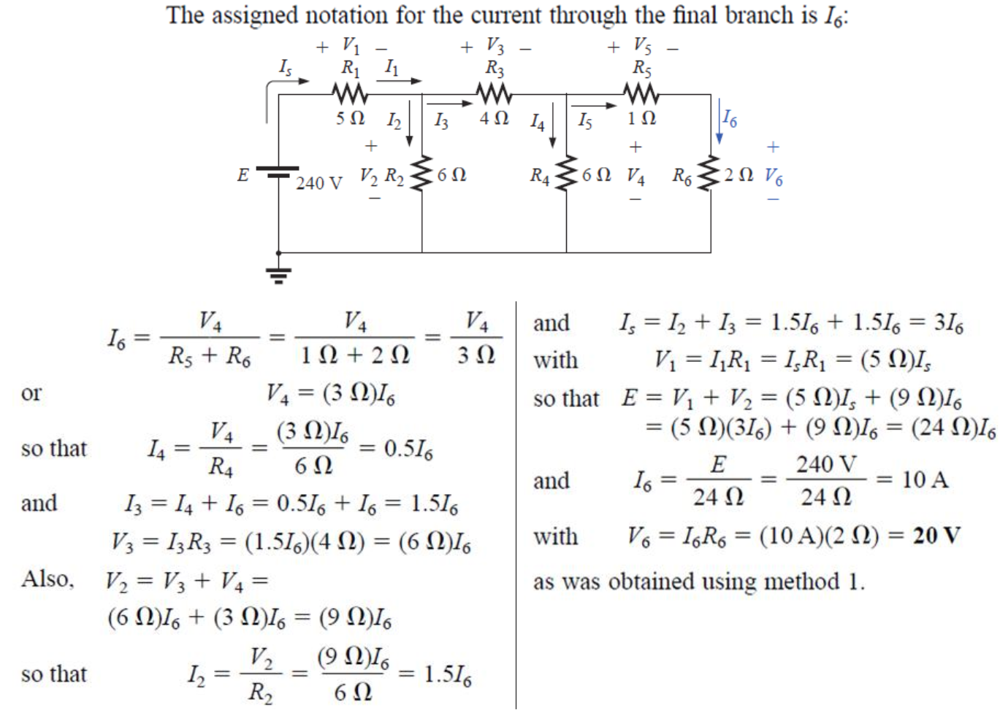 The assigned notation for the current through the final branch is I₆:
+ V₁ − + V₃ − + V₅ −
Iₛ R₁ I₁ R₃ R₅
5 Ω I₂ I₃ 4 Ω I₄ I₅ 1 Ω I₆
+ + +
E 240 V V₂ R₂ 6 Ω R₄ 6 Ω V₄ R₆ 2 Ω V₆
− − −
I₆ = V₄ / (R₅ + R₆) = V₄ / (1 Ω + 2 Ω) = V₄ / 3 Ω
or V₄ = (3 Ω)I₆
so that I₄ = V₄ / R₄ = (3 Ω)I₆ / 6 Ω = 0.5I₆
and I₃ = I₄ + I₆ = 0.5I₆ + I₆ = 1.5I₆
V₃ = I₃R₃ = (1.5I₆)(4 Ω) = (6 Ω)I₆
Also, V₂ = V₃ + V₄ =
(6 Ω)I₆ + (3 Ω)I₆ = (9 Ω)I₆
so that I₂ = V₂ / R₂ = (9 Ω)I₆ / 6 Ω = 1.5I₆
and Iₛ = I₂ + I₃ = 1.5I₆ + 1.5I₆ = 3I₆
with V₁ = I₁R₁ = IₛR₁ = (5 Ω)Iₛ
so that E = V₁ + V₂ = (5 Ω)Iₛ + (9 Ω)I₆
= (5 Ω)(3I₆) + (9 Ω)I₆ = (24 Ω)I₆
and I₆ = E / 24 Ω = 240 V / 24 Ω = 10 A
with V₆ = I₆R₆ = (10 A)(2 Ω) = 20 V
as was obtained using method 1.